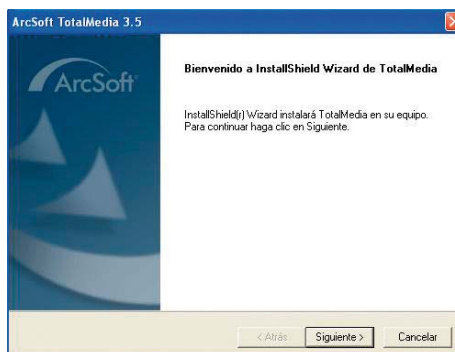 ArcSoft TotalMedia 3.5
ArcSoft
Bienvenido a InstallShield Wizard de TotalMedia
InstallShield(r) Wizard instalará TotalMedia en su equipo.
Para continuar haga clic en Siguiente.
< Atrás Siguiente > Cancelar